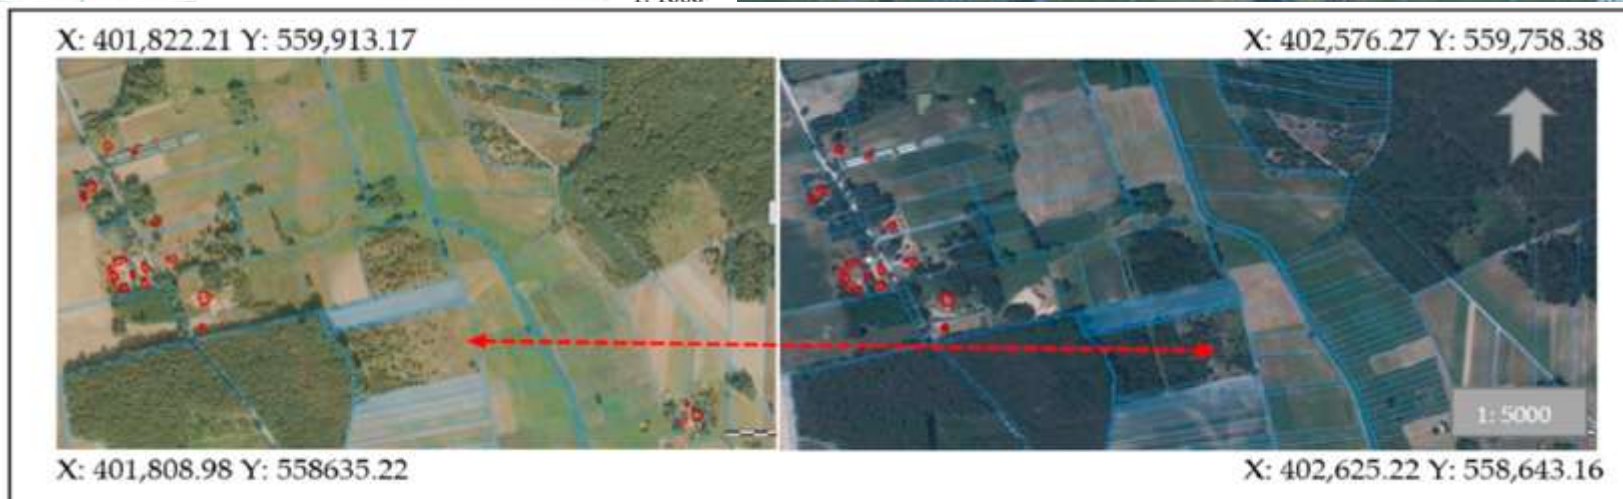 X: 401,822.21 Y: 559,913.17
X: 402,576.27 Y: 559,758.38
1: 5000
X: 401,808.98 Y: 558635.22
X: 402,625.22 Y: 558,643.16